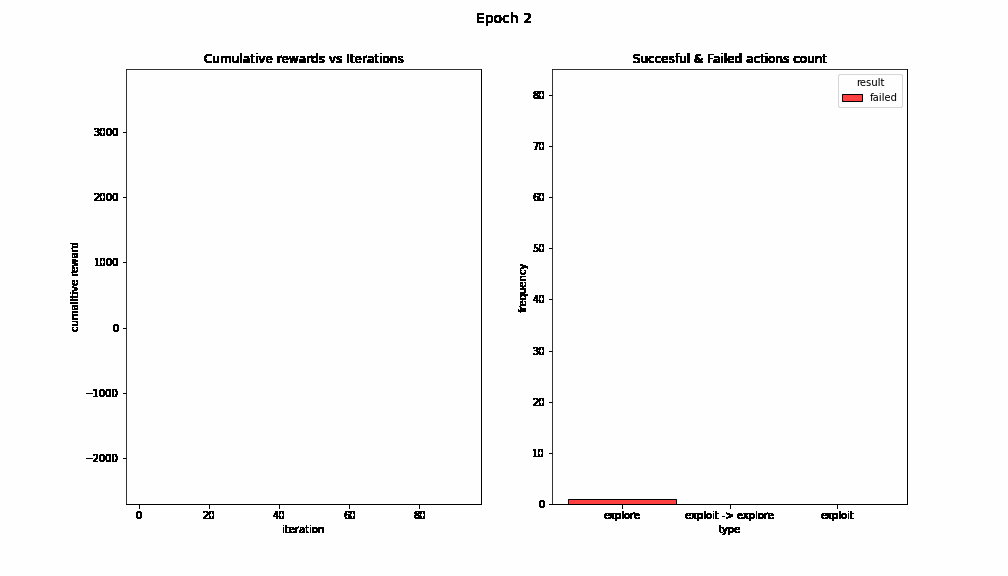 Epoch 2
Cumulative rewards vs Iterations
3000
2000
1000
0
−1000
−2000
cumalitive reward
0 20 40 60 80
iteration
Succesful & Failed actions count
result
failed
80
70
60
50
40
30
20
10
0
frequency
explore exploit -> explore exploit
type